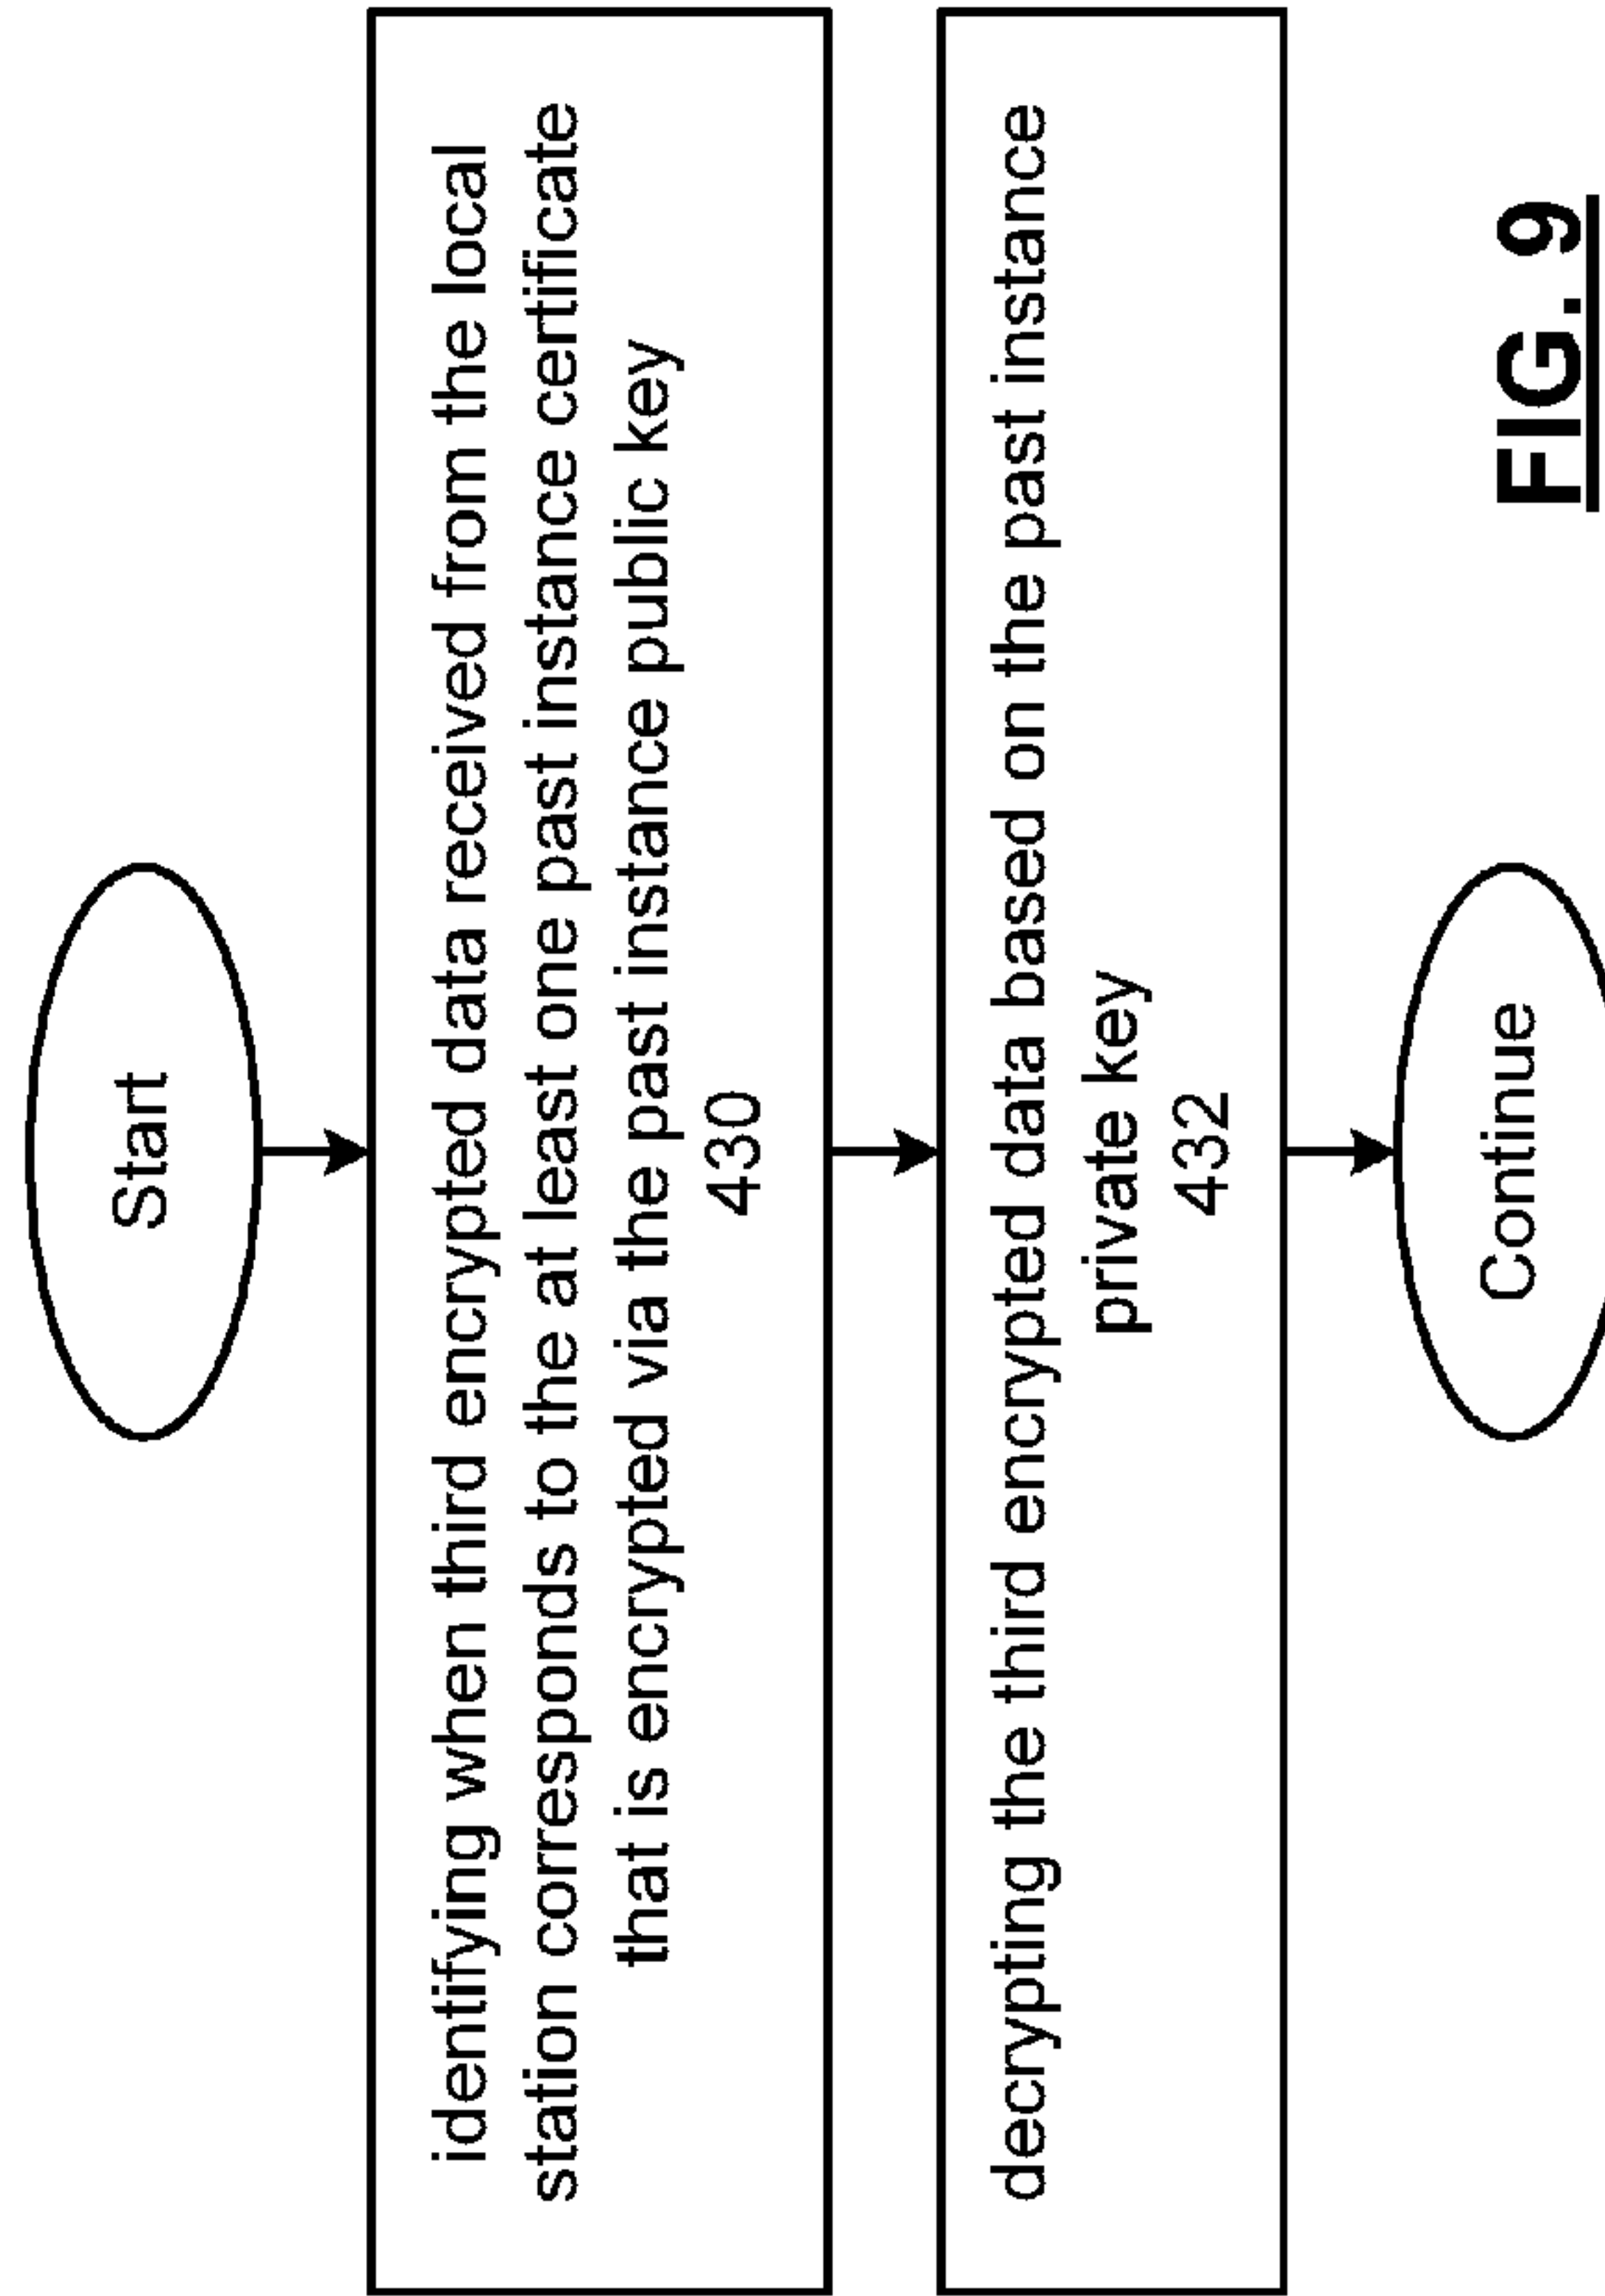 Start
identifying when third encrypted data received from the local
station corresponds to the at least one past instance certificate
that is encrypted via the past instance public key
430
decrypting the third encrypted data based on the past instance
private key
432
Continue
FIG. 9